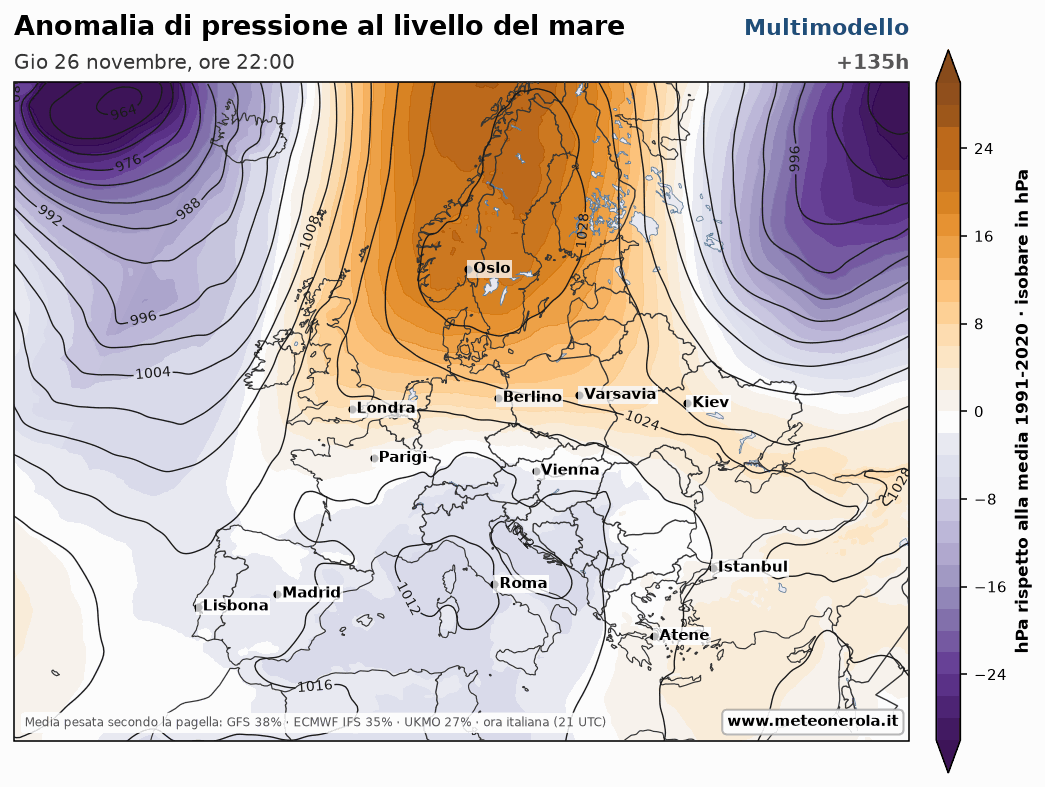 Anomalia di pressione al livello del mare
Multimodello
Gio 26 novembre, ore 22:00
+135h
964
976
992
988
996
1008
1004
996
1028
Oslo
Londra
Berlino
Varsavia
Kiev
1024
Parigi
Vienna
1028
1012
Istanbul
Roma
Madrid
1012
Lisbona
Atene
1016
Media pesata secondo la pagella: GFS 38% · ECMWF IFS 35% · UKMO 27% · ora italiana (21 UTC)
www.meteonerola.it
24
16
8
0
−8
−16
−24
hPa rispetto alla media 1991-2020 · isobare in hPa